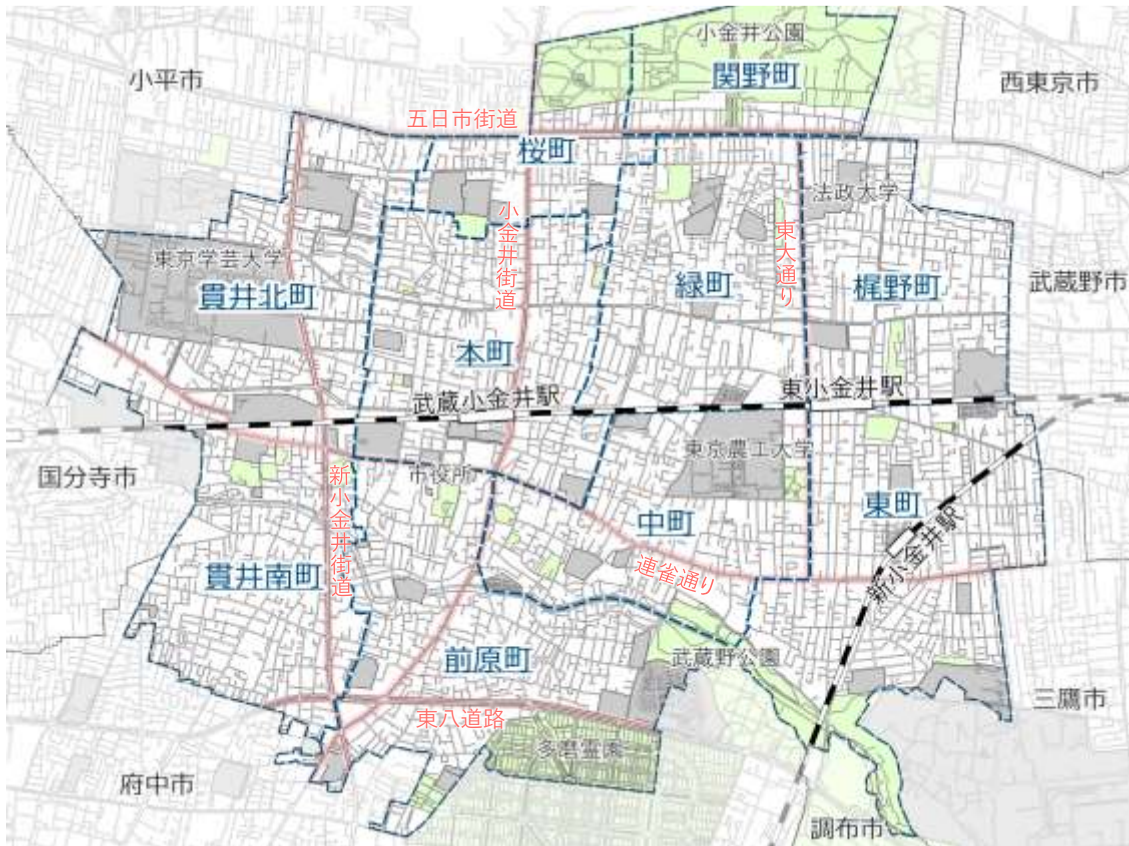 小金井公園
関野町
小平市
西東京市
五日市街道
桜町
法政大学
小金井街道
東大通り
東京学芸大学
貫井北町
緑町
梶野町
武蔵野市
本町
武蔵小金井駅
東小金井駅
東京農工大学
国分寺市
市役所
新小金井街道
中町
東町
連雀通り
新小金井駅
貫井南町
前原町
武蔵野公園
三鷹市
東八道路
多磨霊園
府中市
調布市